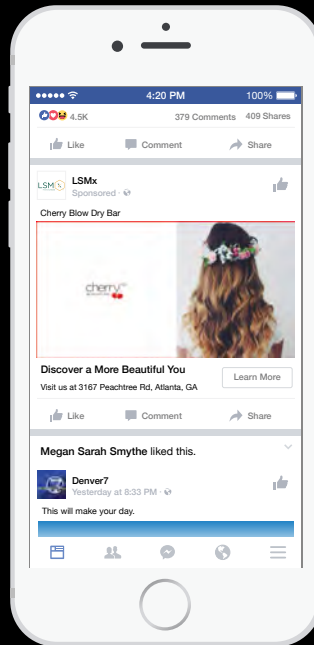 4:20 PM
100%
4.5K
379 Comments 409 Shares
Like Comment Share
LSM
LSMx
Sponsored ·
Cherry Blow Dry Bar
cherry
Discover a More Beautiful You
Learn More
Visit us at 3167 Peachtree Rd, Atlanta, GA
Like Comment Share
Megan Sarah Smythe liked this.
Denver7
Yesterday at 8:33 PM ·
This will make your day.